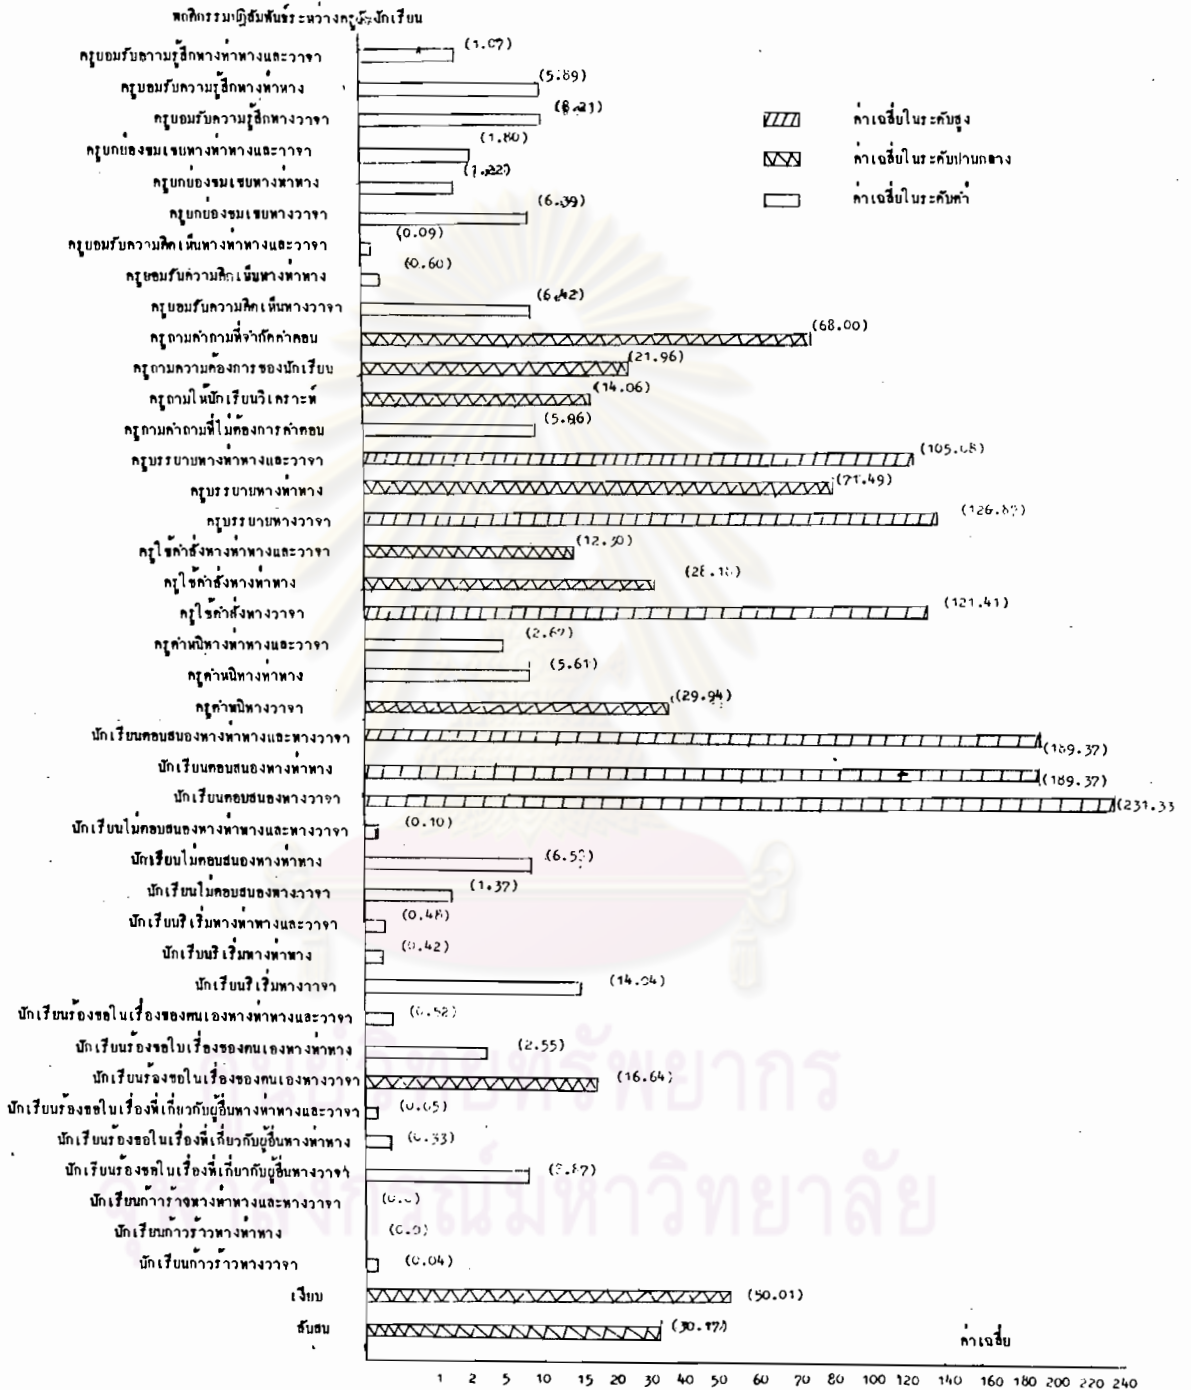 พฤติกรรมปฏิสัมพันธ์ระหว่างครูกับนักเรียน
ครูยอมรับความรู้สึกทางท่าทางและวาจา (1.07)
ครูยอมรับความรู้สึกทางท่าทาง (5.89)
ครูยอมรับความรู้สึกทางวาจา (8.21)
ครูยกย่องชมเชยทางท่าทางและวาจา (1.80)
ครูยกย่องชมเชยทางท่าทาง (1.22)
ครูยกย่องชมเชยทางวาจา (6.39)
ครูยอมรับความคิดเห็นทางท่าทางและวาจา (0.09)
ครูยอมรับความคิดเห็นทางท่าทาง (0.60)
ครูยอมรับความคิดเห็นทางวาจา (6.42)
ครูถามคำถามที่จำกัดคำตอบ (68.00)
ครูถามความต้องการของนักเรียน (21.96)
ครูถามให้นักเรียนวิเคราะห์ (14.06)
ครูถามคำถามที่ไม่ต้องการคำตอบ (5.86)
ครูบรรยายทางท่าทางและวาจา (105.08)
ครูบรรยายทางท่าทาง (71.49)
ครูบรรยายทางวาจา
ครูใช้คำสั่งทางท่าทางและวาจา (12.30)
ครูใช้คำสั่งทางท่าทาง
ครูใช้คำสั่งทางวาจา (121.41)
ครูตำหนิทางท่าทางและวาจา (2.67)
ครูตำหนิทางท่าทาง (5.61)
ครูตำหนิทางวาจา (29.94)
นักเรียนตอบสนองทางท่าทางและทางวาจา (189.37)
นักเรียนตอบสนองทางท่าทาง (189.37)
นักเรียนตอบสนองทางวาจา (231.33
นักเรียนไม่ตอบสนองทางท่าทางและทางวาจา (0.10)
นักเรียนไม่ตอบสนองทางท่าทาง
นักเรียนไม่ตอบสนองทางวาจา (1.37)
นักเรียนริเริ่มทางท่าทางและวาจา (0.48)
นักเรียนริเริ่มทางท่าทาง (0.42)
นักเรียนริเริ่มทางวาจา (14.04)
นักเรียนร้องขอในเรื่องของตนเองทางท่าทางและวาจา (0.52)
นักเรียนร้องขอในเรื่องของตนเองทางท่าทาง (2.55)
นักเรียนร้องขอในเรื่องของตนเองทางวาจา (16.64)
นักเรียนร้องขอในเรื่องที่เกี่ยวกับผู้อื่นทางท่าทางและวาจา (0.05)
นักเรียนร้องขอในเรื่องที่เกี่ยวกับผู้อื่นทางท่าทาง (0.33)
นักเรียนร้องขอในเรื่องที่เกี่ยวกับผู้อื่นทางวาจา
นักเรียนก้าวร้าวทางท่าทางและทางวาจา (0.0)
นักเรียนก้าวร้าวทางท่าทาง (0.0)
นักเรียนก้าวร้าวทางวาจา (0.04)
เงียบ (50.01)
สับสน
ค่าเฉลี่ย
1 2 5 10 15 20 30 40 50 60 70 80 90 100 120 140 160 180 200 220 240
ค่าเฉลี่ยในระดับสูง
ค่าเฉลี่ยในระดับปานกลาง
ค่าเฉลี่ยในระดับต่ำ
ศูนย์วิทยทรัพยากร
จุฬาลงกรณ์มหาวิทยาลัย